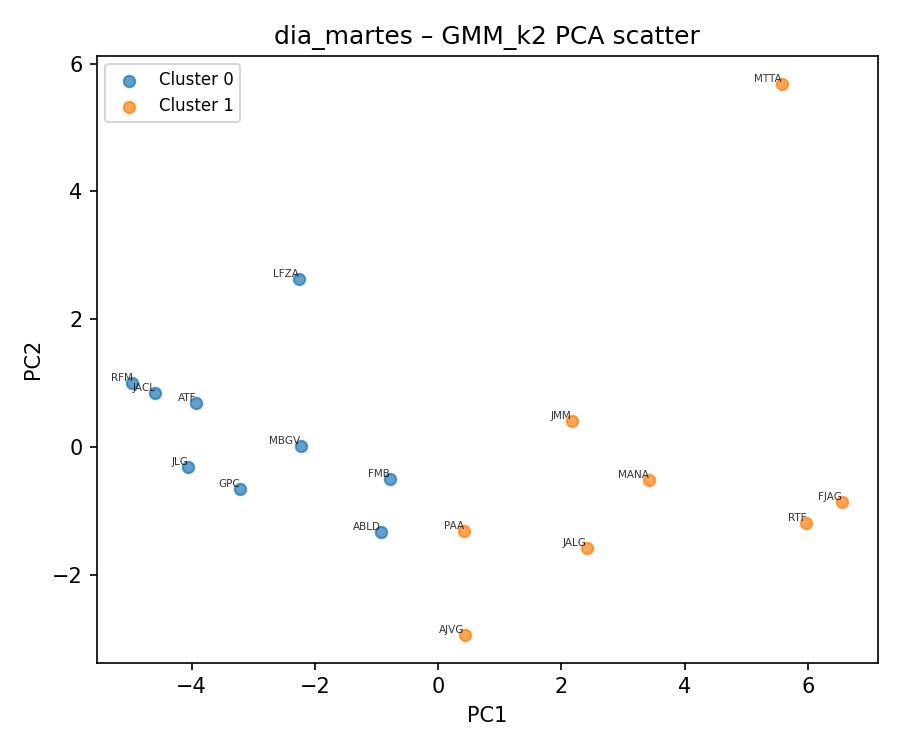 dia_martes – GMM_k2 PCA scatter
Cluster 0
Cluster 1
6
4
2
0
−2
PC2
MTTA
LFZA
RFM
JACL
ATF
JLG
MBGV
GPC
FMB
ABLD
PAA
JMM
MANA
JALG
RTF
FJAG
AJVG
−4
−2
0
2
4
6
PC1